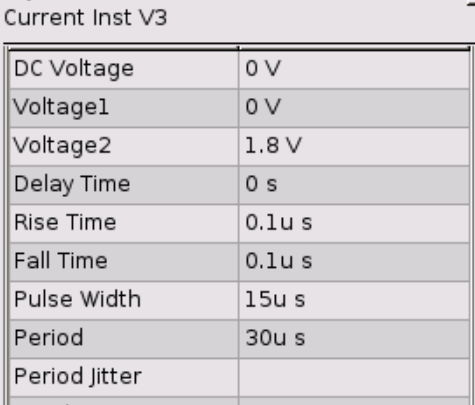 Current Inst V3
DC Voltage 0 V
Voltage1 0 V
Voltage2 1.8 V
Delay Time 0 s
Rise Time 0.1u s
Fall Time 0.1u s
Pulse Width 15u s
Period 30u s
Period Jitter